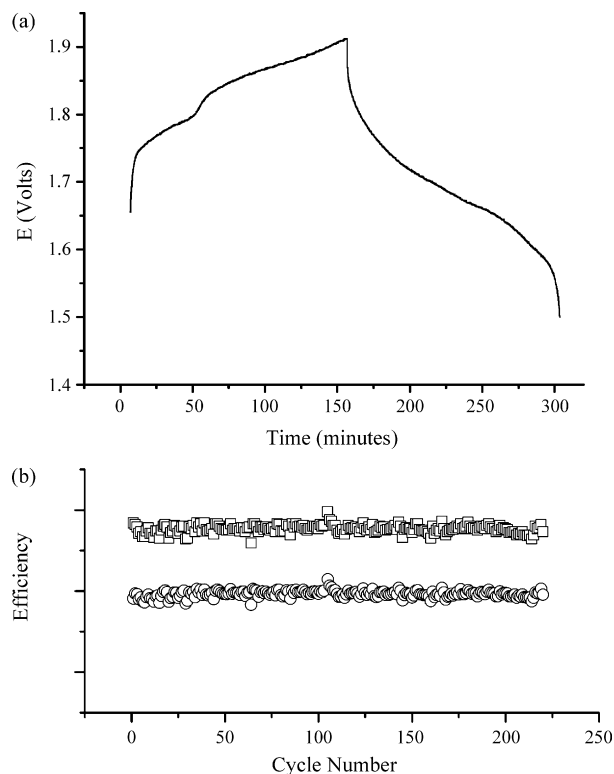 (a)
1.9
1.8
1.7
1.6
1.5
1.4
E (Volts)
0 50 100 150 200 250 300
Time (minutes)
(b)
Efficiency
0 50 100 150 200 250
Cycle Number